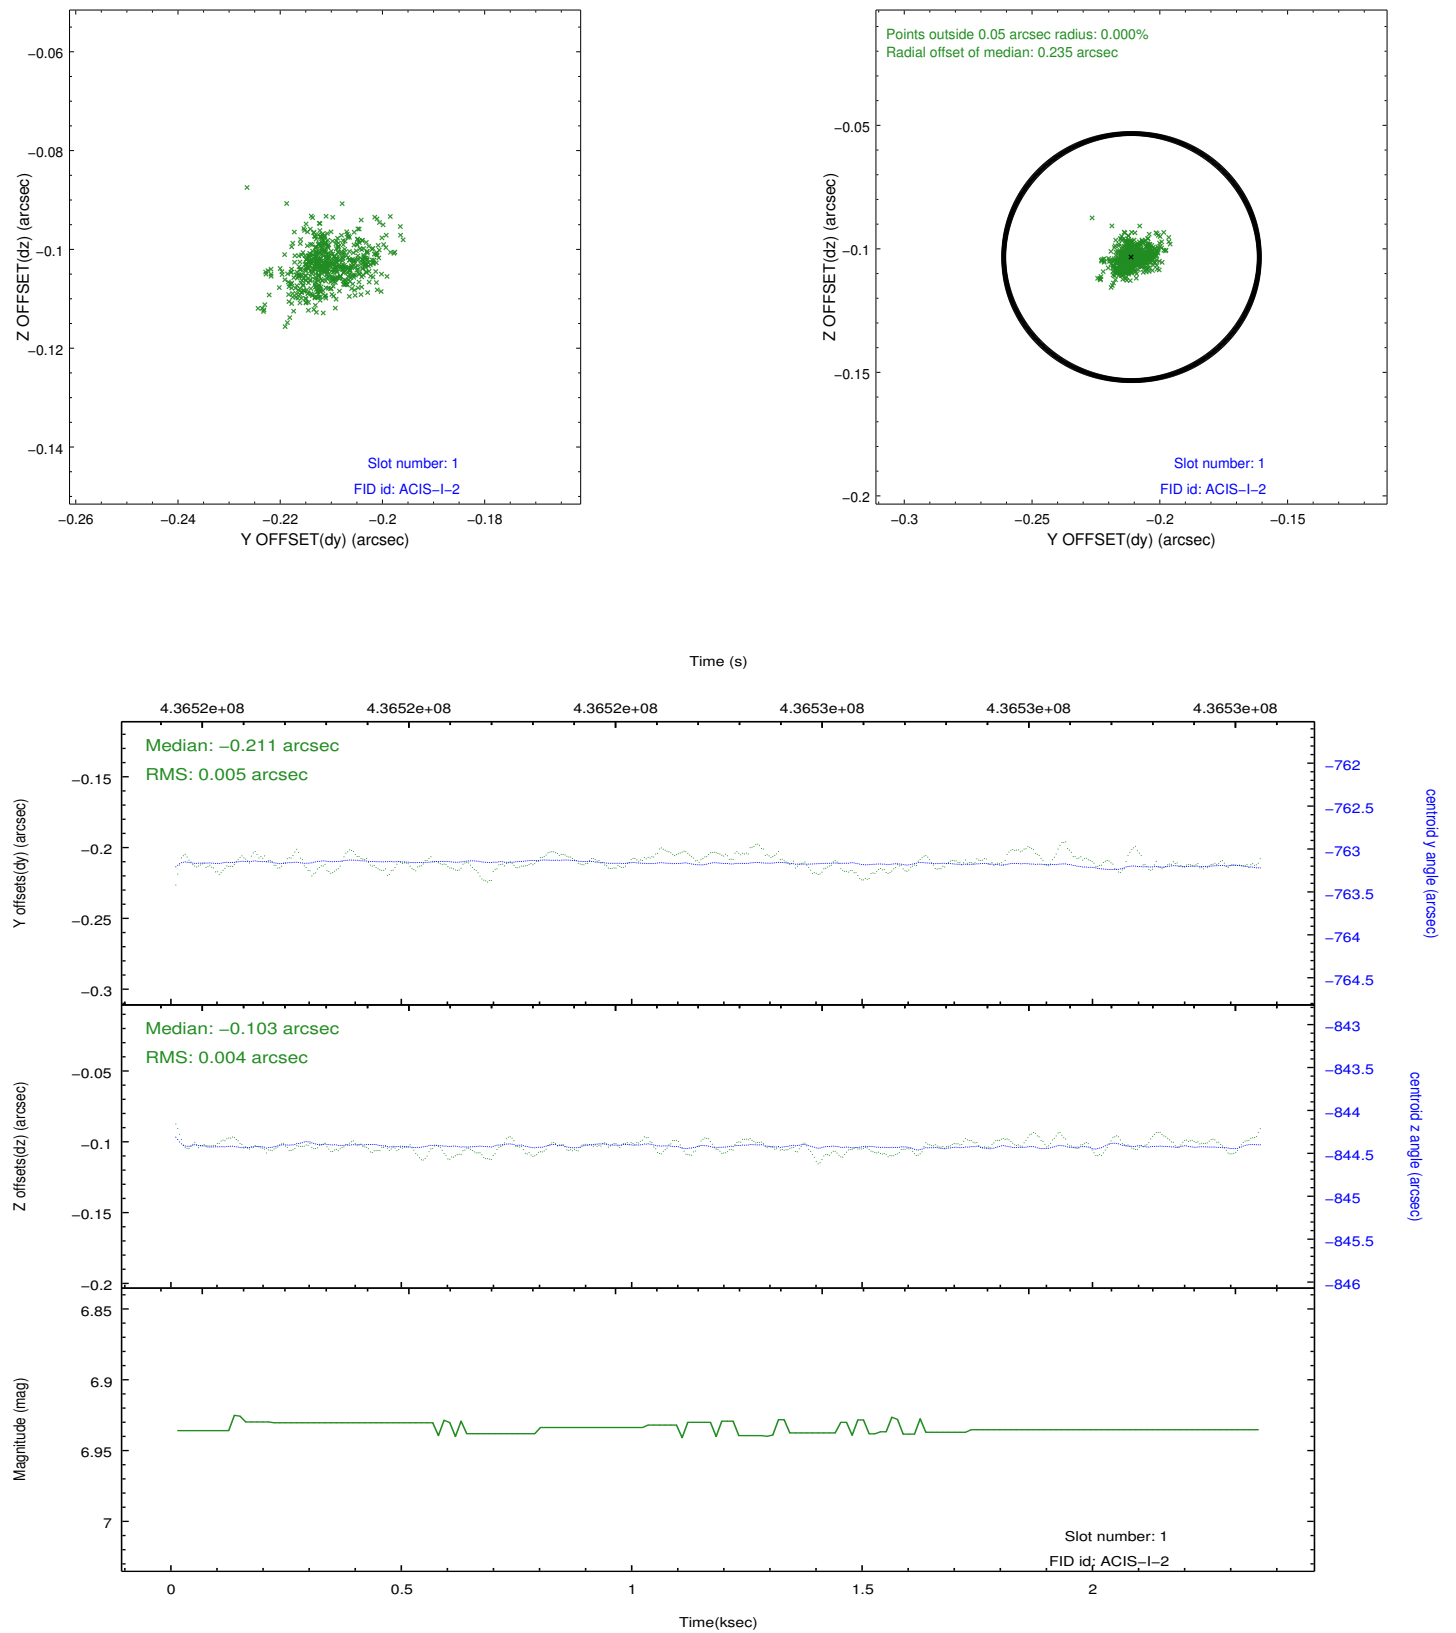 −0.06
−0.08
−0.1
−0.12
−0.14
Z OFFSET(dz) (arcsec)
Slot number: 1
FID id: ACIS−I−2
−0.26
−0.24
−0.22
−0.2
−0.18
Y OFFSET(dy) (arcsec)
Points outside 0.05 arcsec radius: 0.000%
Radial offset of median: 0.235 arcsec
−0.05
−0.1
−0.15
−0.2
Z OFFSET(dz) (arcsec)
Slot number: 1
FID id: ACIS−I−2
−0.3
−0.25
−0.2
−0.15
Y OFFSET(dy) (arcsec)
Time (s)
4.3652e+08
4.3652e+08
4.3652e+08
4.3653e+08
4.3653e+08
4.3653e+08
Median: −0.211 arcsec
RMS: 0.005 arcsec
−0.15
−0.2
−0.25
−0.3
Y offsets(dy) (arcsec)
−762
−762.5
−763
−763.5
−764
−764.5
centroid y angle (arcsec)
Median: −0.103 arcsec
RMS: 0.004 arcsec
−0.05
−0.1
−0.15
−0.2
Z offsets(dz) (arcsec)
−843
−843.5
−844
−844.5
−845
−845.5
−846
centroid z angle (arcsec)
6.85
6.9
6.95
7
Magnitude (mag)
Slot number: 1
FID id: ACIS−I−2
0
0.5
1
1.5
2
Time(ksec)